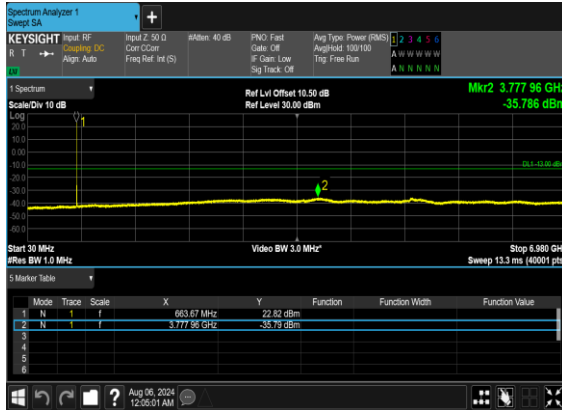 Spectrum Analyzer 1
Swept SA
+
KEYSIGHT Input: RF Input Z: 50 Ω #Atten: 40 dB PNO: Fast Avg Type: Power (RMS) 1 2 3 4 5 6
R T Coupling: DC Corr CCorr Gate: Off Avg|Hold: 100/100 A W W W W W
Align: Auto Freq Ref: Int (S) IF Gain: Low Trig: Free Run
Sig Track: Off A N N N N N
1 Spectrum Ref Lvl Offset 10.50 dB Mkr2 3.777 96 GHz
Scale/Div 10 dB Ref Level 30.00 dBm -35.786 dBm
Log
20.0
10.0
0.00
-10.0
DL1 -13.00 dBm
-20.0
-30.0
-40.0
-50.0
-60.0
1
2
Start 30 MHz Video BW 3.0 MHz* Stop 6.980 GHz
#Res BW 1.0 MHz Sweep 13.3 ms (40001 pts)
5 Marker Table
Mode Trace Scale X Y Function Function Width Function Value
1 N 1 f 663.67 MHz 22.82 dBm
2 N 1 f 3.777 96 GHz -35.79 dBm
3
4
5
6
? Aug 06, 2024
12:05:01 AM